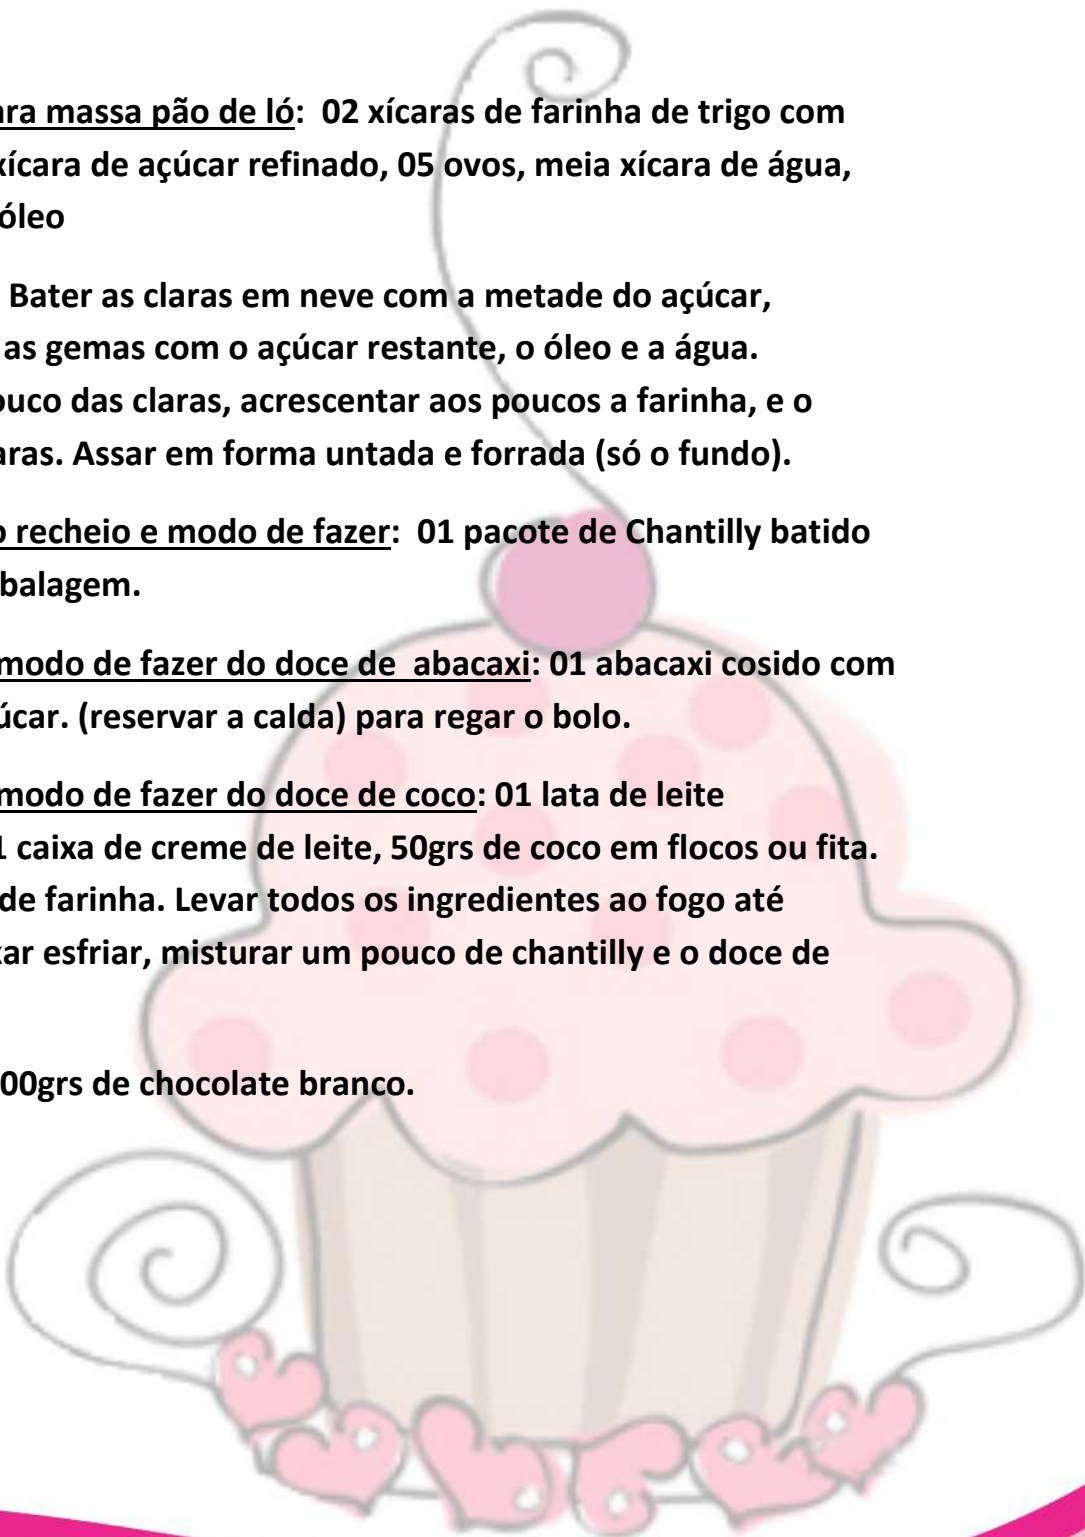 ara massa pão de ló: 02 xícaras de farinha de trigo com
xícara de açúcar refinado, 05 ovos, meia xícara de água,
óleo
Bater as claras em neve com a metade do açúcar,
as gemas com o açúcar restante, o óleo e a água.
ouco das claras, acrescentar aos poucos a farinha, e o
aras. Assar em forma untada e forrada (só o fundo).
o recheio e modo de fazer: 01 pacote de Chantilly batido
balagem.
modo de fazer do doce de abacaxi: 01 abacaxi cosido com
úcar. (reservar a calda) para regar o bolo.
modo de fazer do doce de coco: 01 lata de leite
1 caixa de creme de leite, 50grs de coco em flocos ou fita.
de farinha. Levar todos os ingredientes ao fogo até
xar esfriar, misturar um pouco de chantilly e o doce de
00grs de chocolate branco.